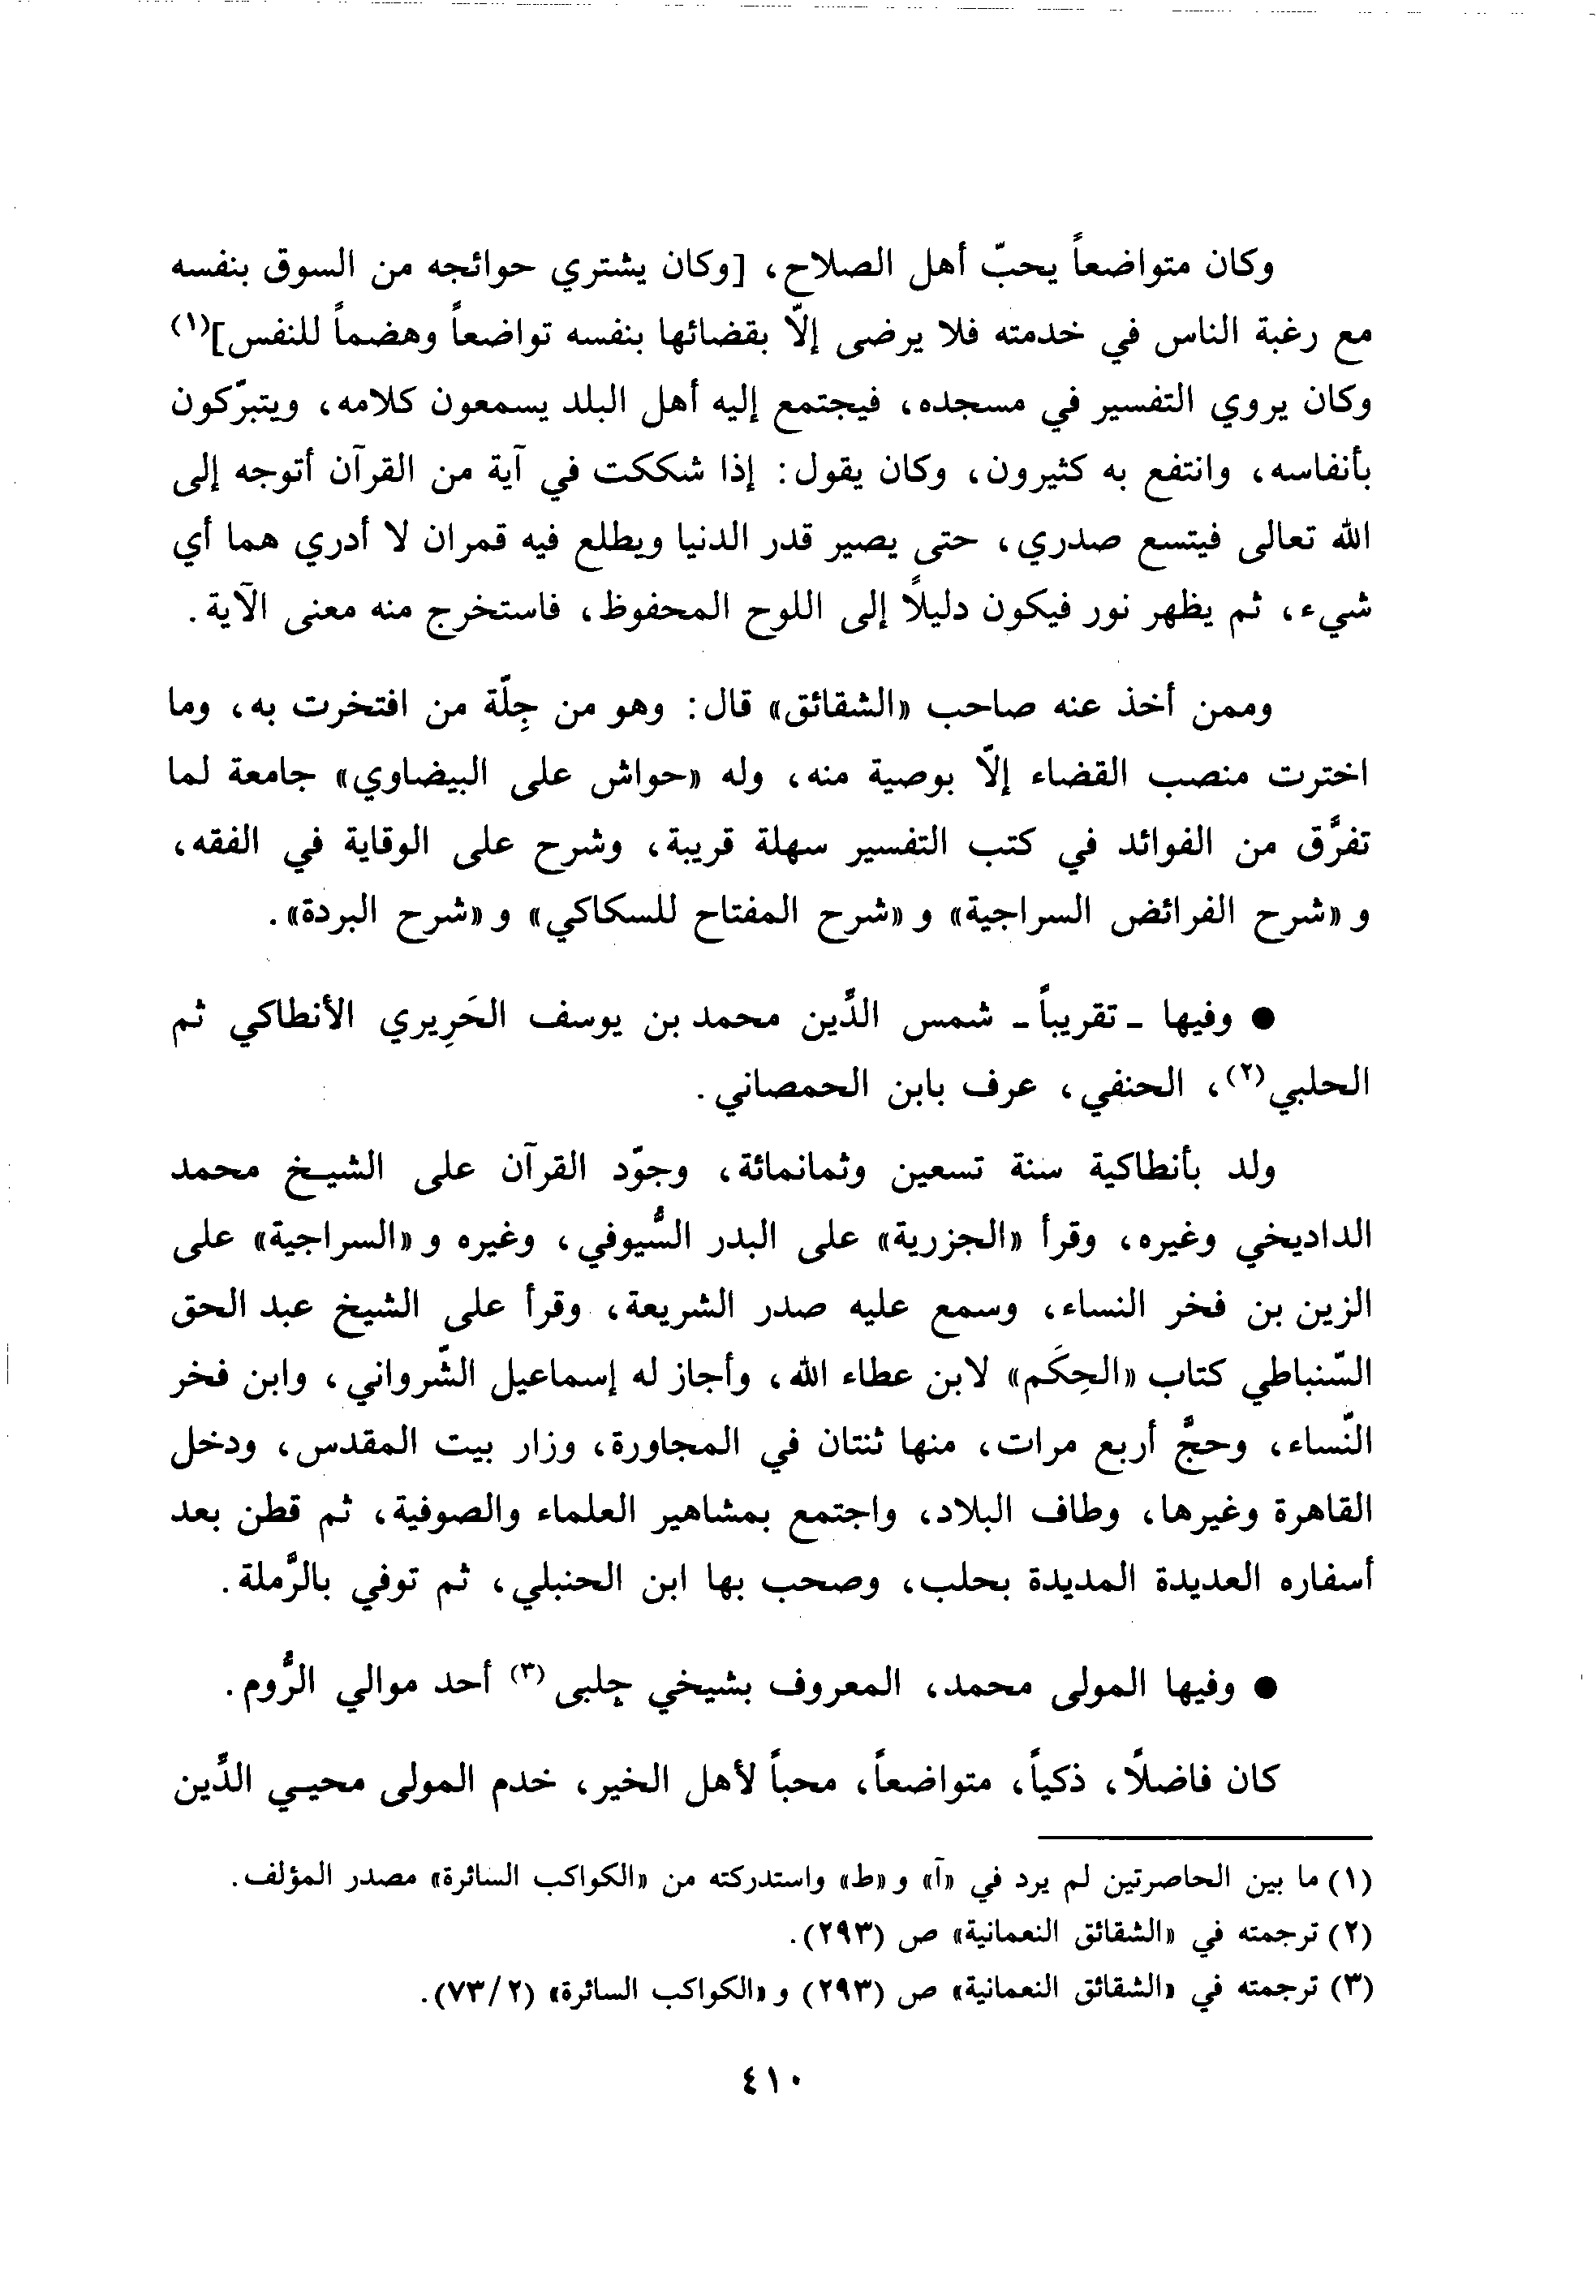 وكان متواضعاً يحبّ أهل الصلاح، [وكان يشتري حوائجه من السوق بنفسه
مع رغبة الناس في خدمته فلا يرضى إلّا بقضائها بنفسه تواضعاً وهضماً للنفس](١)
وكان يروي التفسير في مسجده، فيجتمع إليه أهل البلد يسمعون كلامه، ويتبرّكون
بأنفاسه، وانتفع به كثيرون، وكان يقول: إذا شككت في آية من القرآن أتوجه إلى
الله تعالى فيتسع صدري، حتى يصير قدر الدنيا ويطلع فيه قمران لا أدري هما أي
شيء، ثم يظهر نور فيكون دليلاً إلى اللوح المحفوظ، فاستخرج منه معنى الآية.
وممن أخذ عنه صاحب «الشقائق» قال: وهو من جِلّة من افتخرت به، وما
اخترت منصب القضاء إلّا بوصية منه، وله «حواش على البيضاوي» جامعة لما
تفرَّق من الفوائد في كتب التفسير سهلة قريبة، وشرح على الوقاية في الفقه،
و«شرح الفرائض السراجية» و«شرح المفتاح للسكاكي» و«شرح البردة».
● وفيها ـ تقريباً ـ شمس الدِّين محمد بن يوسف الحَرِيري الأنطاكي ثم
الحلبي(٢)، الحنفي، عرف بابن الحمصاني.
ولد بأنطاكية سنة تسعين وثمانمائة، وجوّد القرآن على الشيخ محمد
الداديخي وغيره، وقرأ «الجزرية» على البدر السُّيوفي، وغيره و«السراجية» على
الزين بن فخر النساء، وسمع عليه صدر الشريعة، وقرأ على الشيخ عبد الحق
السّنباطي كتاب «الحِكَم» لابن عطاء الله، وأجاز له إسماعيل الشّرواني، وابن فخر
النّساء، وحجَّ أربع مرات، منها ثنتان في المجاورة، وزار بيت المقدس، ودخل
القاهرة وغيرها، وطاف البلاد، واجتمع بمشاهير العلماء والصوفية، ثم قطن بعد
أسفاره العديدة المديدة بحلب، وصحب بها ابن الحنبلي، ثم توفي بالرَّملة.
● وفيها المولى محمد، المعروف بشيخي چلبى(٣) أحد موالي الرُّوم.
كان فاضلاً، ذكياً، متواضعاً، محباً لأهل الخير، خدم المولى محيي الدِّين
(١) ما بين الحاصرتين لم يرد في «آ» و«ط» واستدركته من «الكواكب السائرة» مصدر المؤلف.
(٢) ترجمته في «الشقائق النعمانية» ص (٢٩٣).
(٣) ترجمته في «الشقائق النعمانية» ص (٢٩٣) و«الكواكب السائرة» (٧٣/٢).
٤١٠